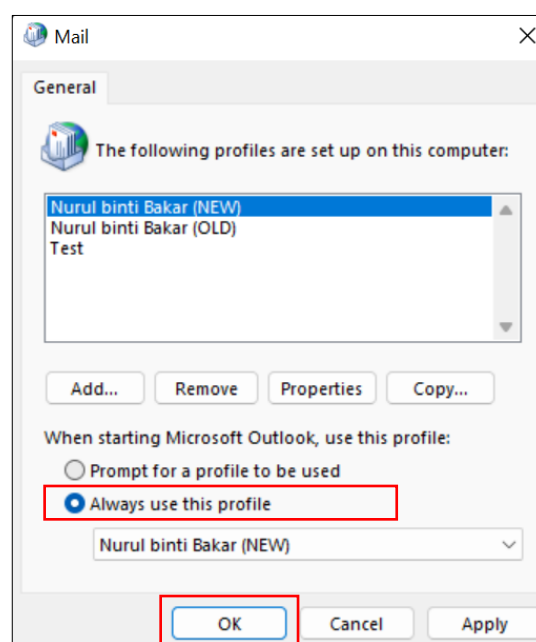 Mail
General
The following profiles are set up on this computer:
Nurul binti Bakar (NEW)
Nurul binti Bakar (OLD)
Test
Add... Remove Properties Copy...
When starting Microsoft Outlook, use this profile:
Prompt for a profile to be used
Always use this profile
Nurul binti Bakar (NEW)
OK Cancel Apply